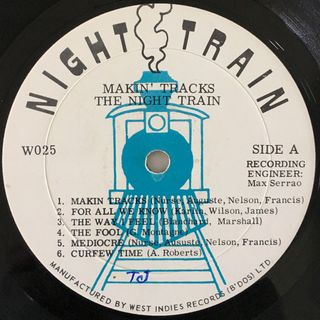 NIGHT TRAIN
MAKIN' TRACKS
THE NIGHT TRAIN
W025
SIDE A
RECORDING
ENGINEER:
Max Serrao
1. MAKIN TRACKS (Nurse, Auguste, Nelson, Francis)
2. FOR ALL WE KNOW (Karlin, Wilson, James)
3. THE WAY I FEEL (Blanchard, Marshall)
4. THE FOOL (G. Montagne)
5. MEDIOCRE (Nurse, Auguste, Nelson, Francis)
6. CURFEW TIME (A. Roberts)
MANUFACTURED BY WEST INDIES RECORDS (B'DOS) LTD